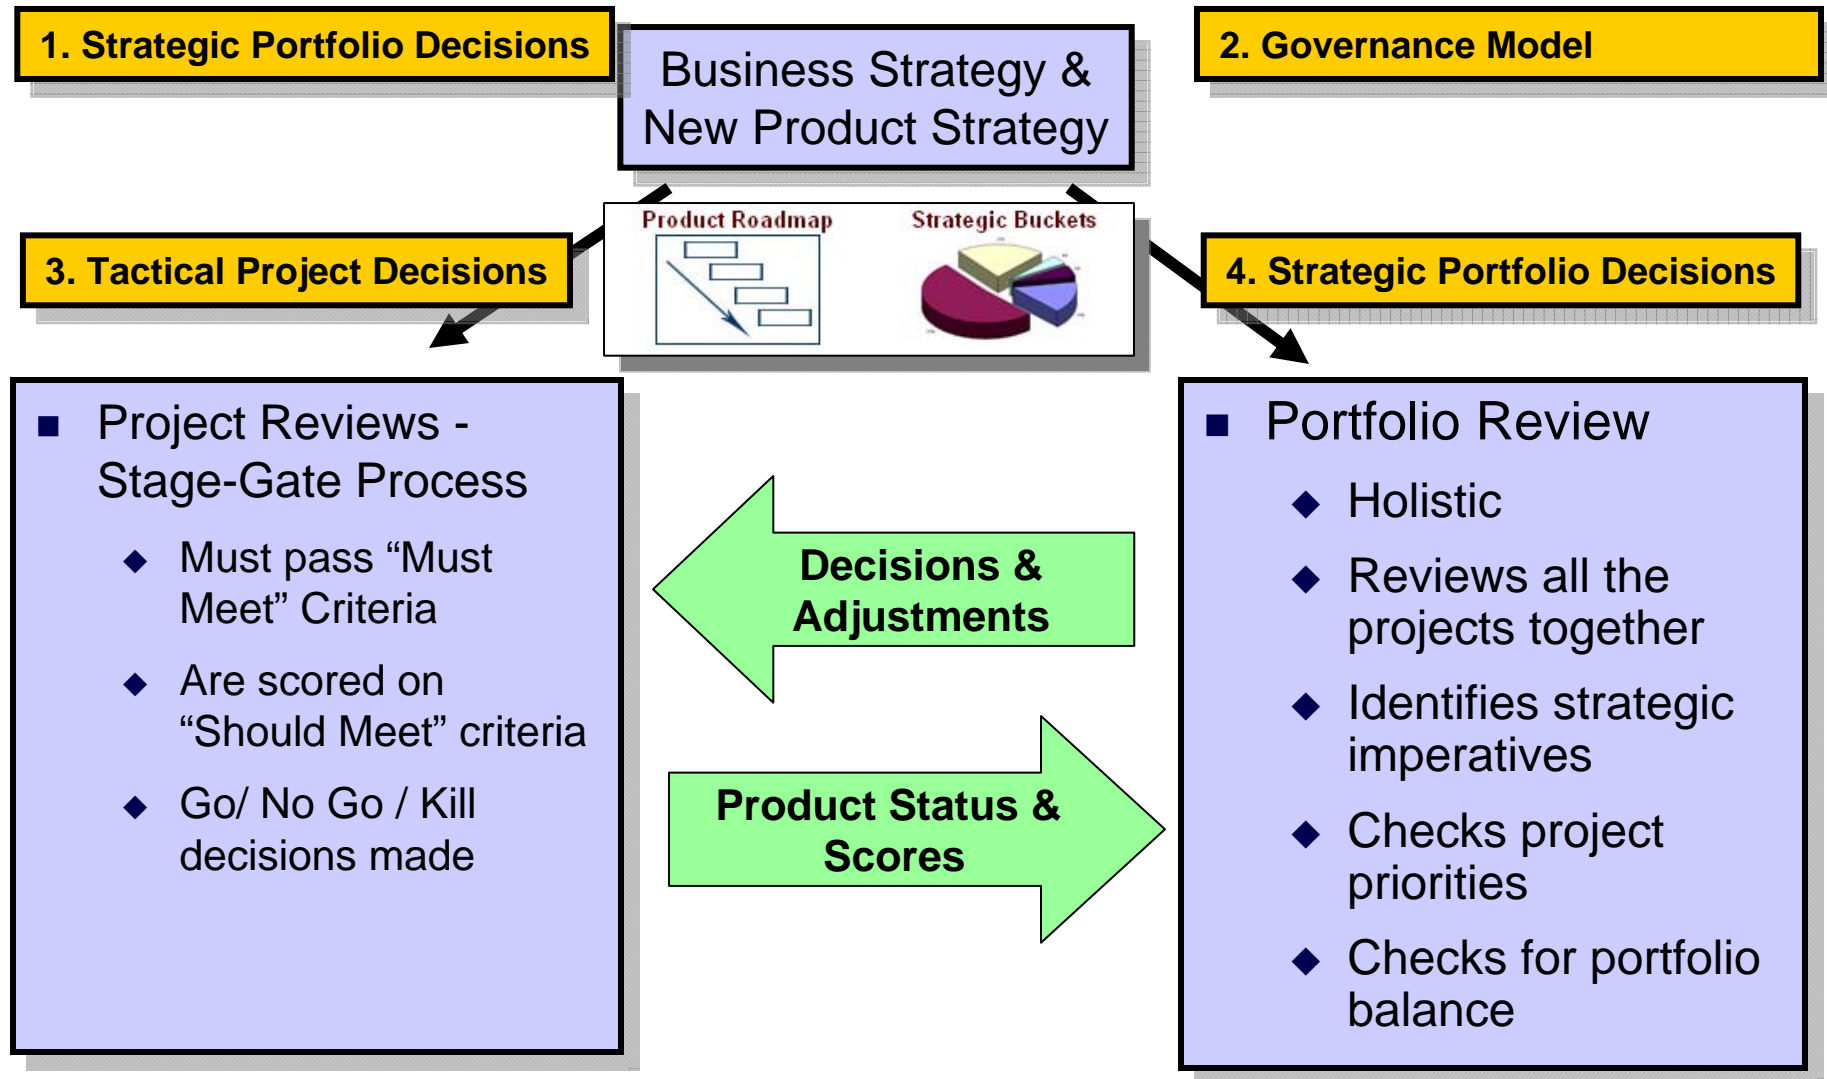 1. Strategic Portfolio Decisions
2. Governance Model
Business Strategy &
New Product Strategy
3. Tactical Project Decisions
Product Roadmap
Strategic Buckets
4. Strategic Portfolio Decisions
Project Reviews -
Stage-Gate Process
Must pass “Must
Meet” Criteria
Are scored on
“Should Meet” criteria
Go/ No Go / Kill
decisions made
Decisions &
Adjustments
Product Status &
Scores
Portfolio Review
Holistic
Reviews all the
projects together
Identifies strategic
imperatives
Checks project
priorities
Checks for portfolio
balance